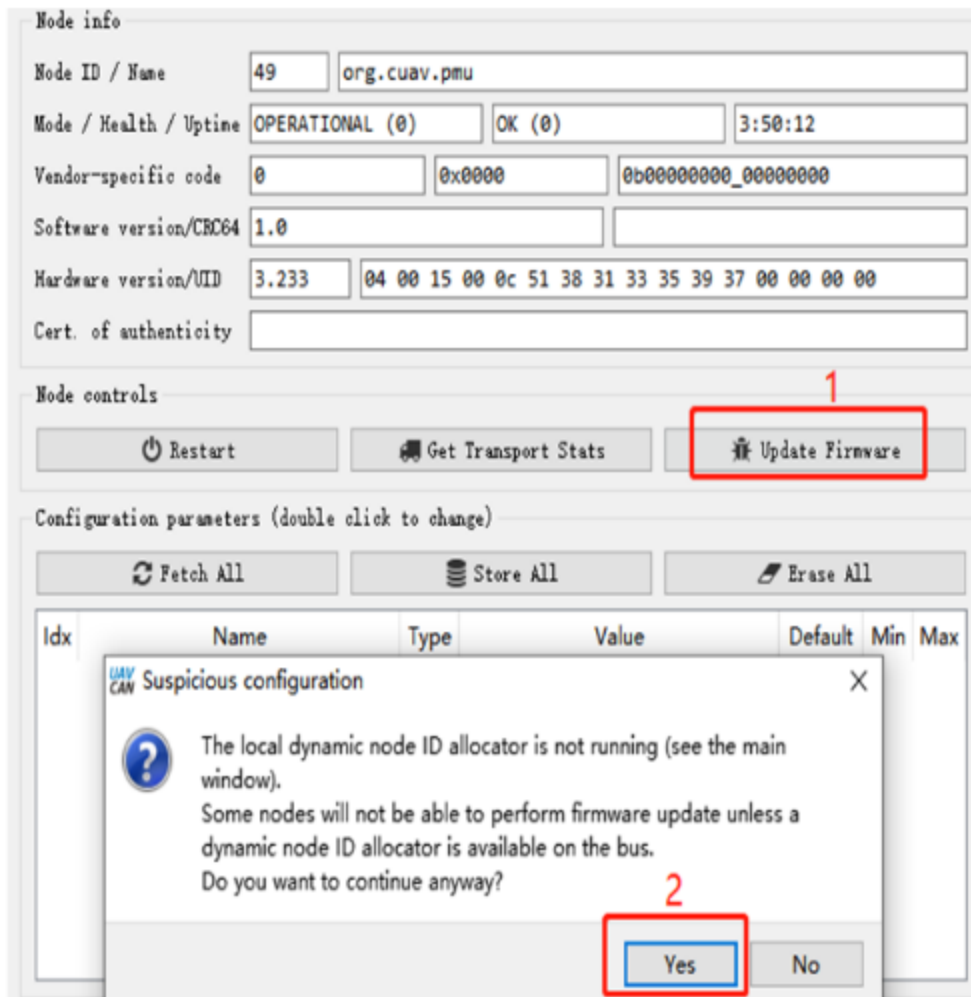 Node info
Node ID / Name 49 org.cuav.pmu
Mode / Health / Uptime OPERATIONAL (0) OK (0) 3:50:12
Vendor-specific code 0 0x0000 0b00000000_00000000
Software version/CRC64 1.0
Hardware version/UID 3.233 04 00 15 00 0c 51 38 31 33 35 39 37 00 00 00 00
Cert. of authenticity
1
Node controls
Restart Get Transport Stats Update Firmware
Configuration parameters (double click to change)
Fetch All Store All Erase All
Idx Name Type Value Default Min Max
UAV CAN Suspicious configuration
The local dynamic node ID allocator is not running (see the main
window).
Some nodes will not be able to perform firmware update unless a
dynamic node ID allocator is available on the bus.
Do you want to continue anyway?
2
Yes No